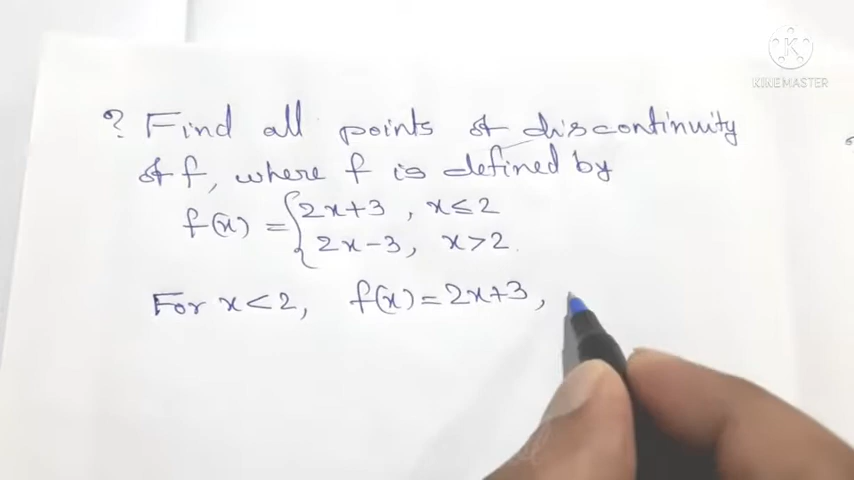 ? Find all points of discontinuity
of f, where f is defined by
f(x) = { 2x+3 , x ≤ 2
2x-3, x > 2
For x < 2, f(x) = 2x+3,
K
KINEMASTER